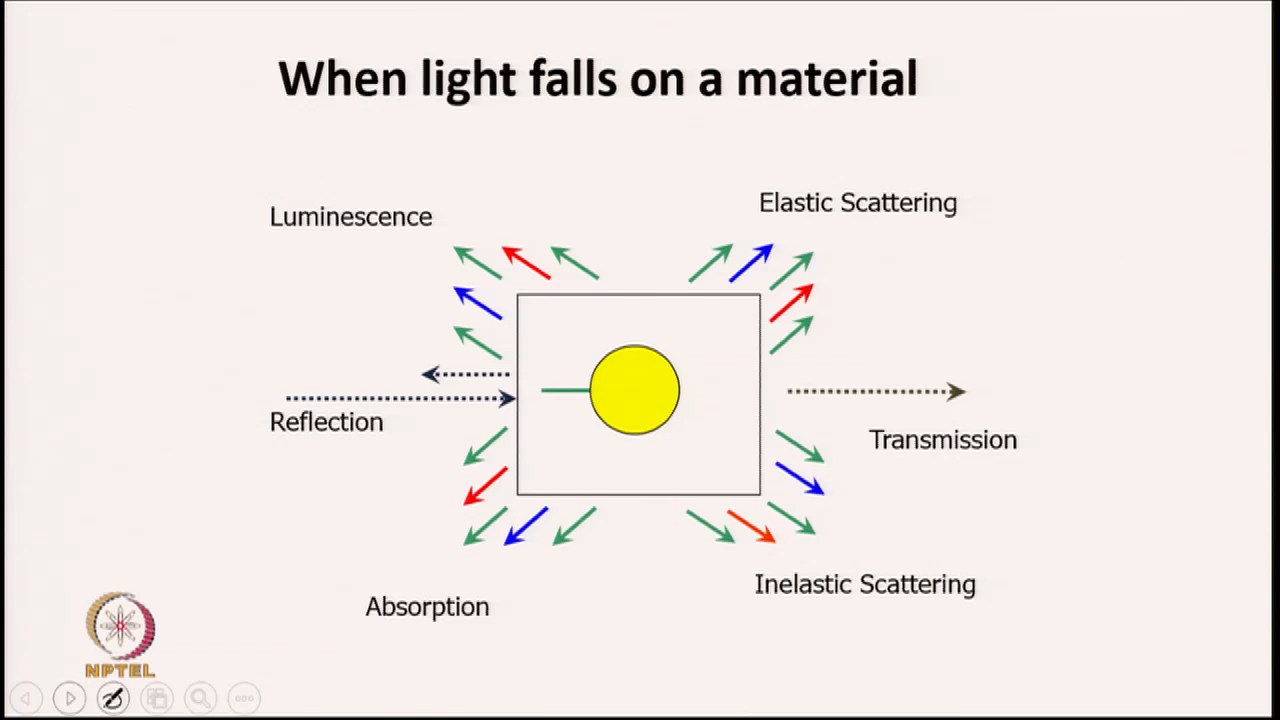 When light falls on a material
Luminescence
Elastic Scattering
Reflection
Transmission
Absorption
Inelastic Scattering
NPTEL